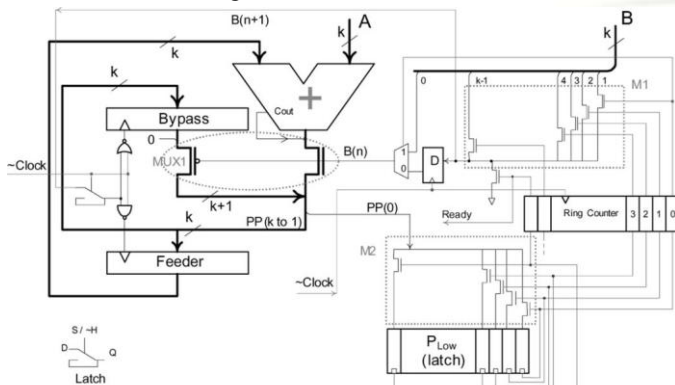 B(n+1)
A
B
k
k
k
k
0
k-1
4
3
2
1
M1
+
Cout
Bypass
0
MUX1
~Clock
B(n)
1
0
D
k+1
PP(0)
Ready
Ring Counter
3
2
1
0
PP(k to 1)
k
M2
Feeder
~Clock
S / ~H
D
Q
Latch
PLow
(latch)